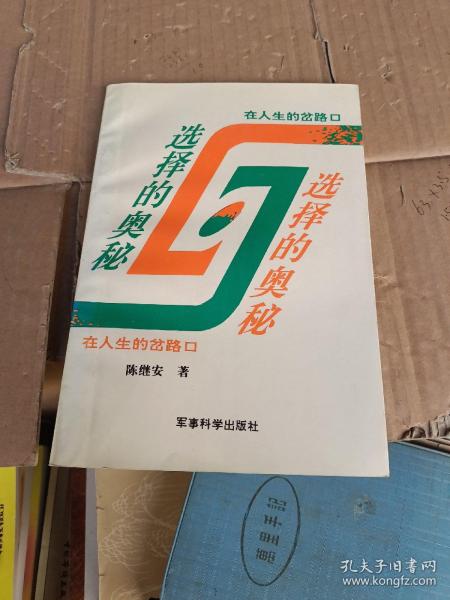 在人生的岔路口
选择的奥秘
选择的奥秘
在人生的岔路口
陈继安 著
军事科学出版社
孔夫子旧书网
www.kongfz.com